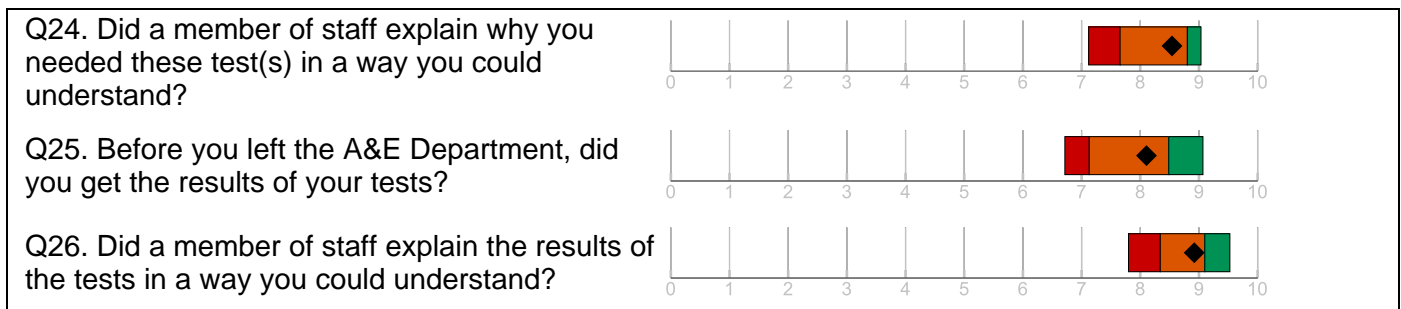 Q24. Did a member of staff explain why you
needed these test(s) in a way you could
understand?
0 1 2 3 4 5 6 7 8 9 10
Q25. Before you left the A&E Department, did
you get the results of your tests?
0 1 2 3 4 5 6 7 8 9 10
Q26. Did a member of staff explain the results of
the tests in a way you could understand?
0 1 2 3 4 5 6 7 8 9 10